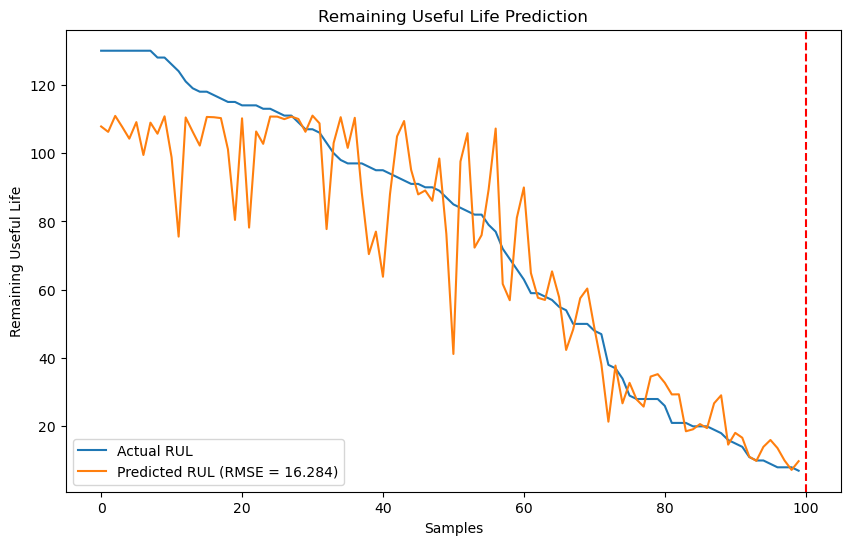 Remaining Useful Life Prediction
Remaining Useful Life
120
100
80
60
40
20
Actual RUL
Predicted RUL (RMSE = 16.284)
0
20
40
60
80
100
Samples